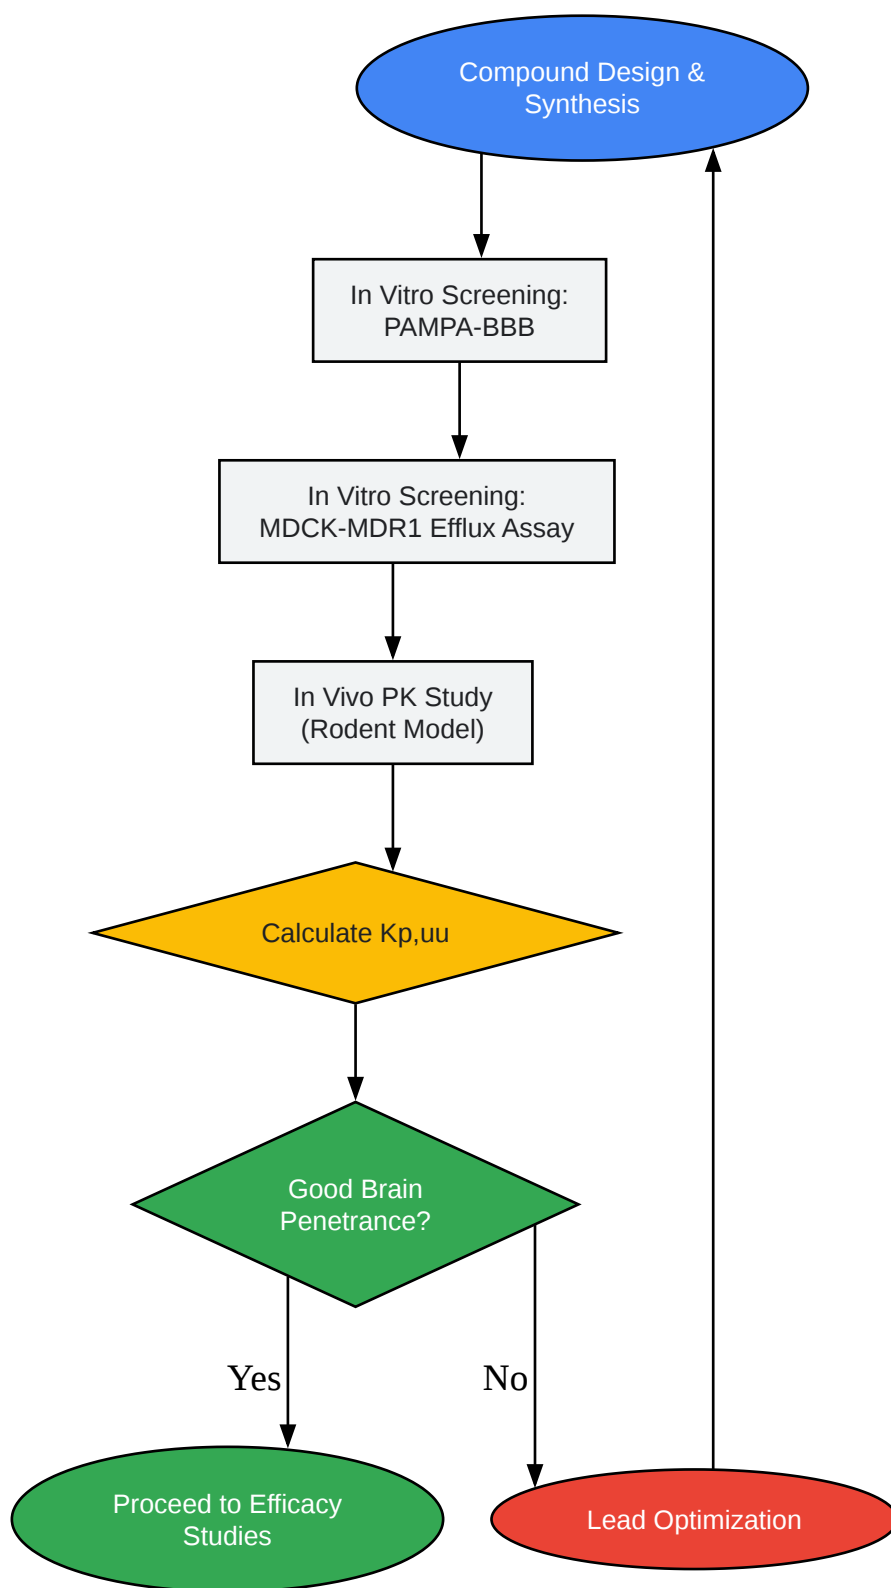 Compound Design &
Synthesis
In Vitro Screening:
PAMPA-BBB
In Vitro Screening:
MDCK-MDR1 Efflux Assay
In Vivo PK Study
(Rodent Model)
Calculate Kp,uu
Good Brain
Penetrance?
Yes
No
Proceed to Efficacy
Studies
Lead Optimization